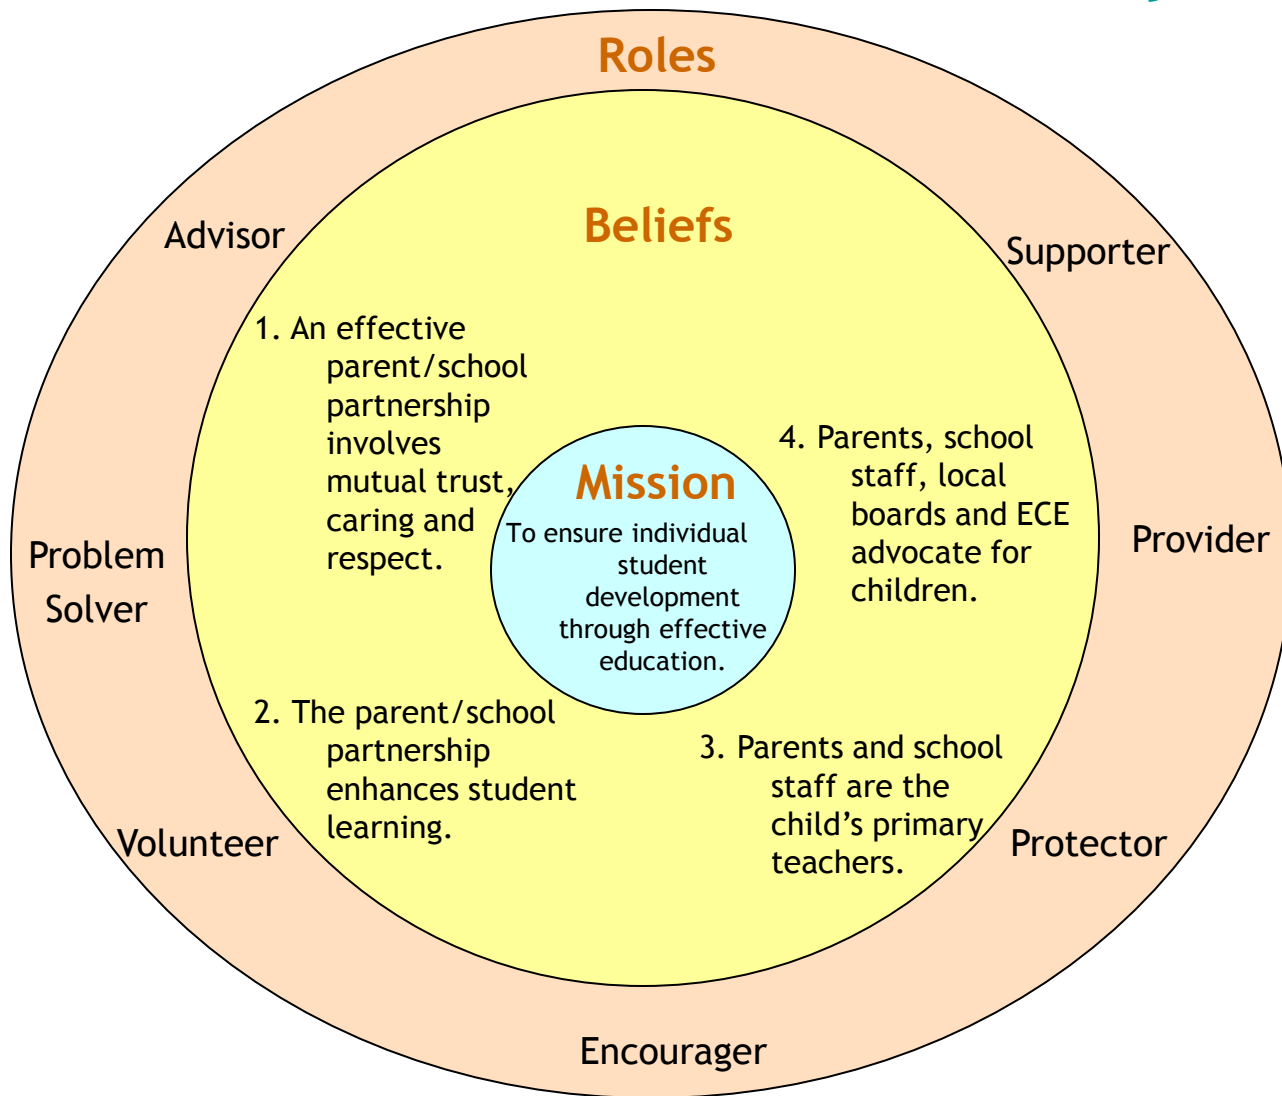 Roles
Beliefs
Advisor
Supporter
1. An effective
parent/school
partnership
involves
mutual trust,
caring and
respect.
4. Parents, school
staff, local
boards and ECE
advocate for
children.
Mission
To ensure individual
student
development
through effective
education.
Problem
Solver
Provider
2. The parent/school
partnership
enhances student
learning.
3. Parents and school
staff are the
child’s primary
teachers.
Volunteer
Protector
Encourager